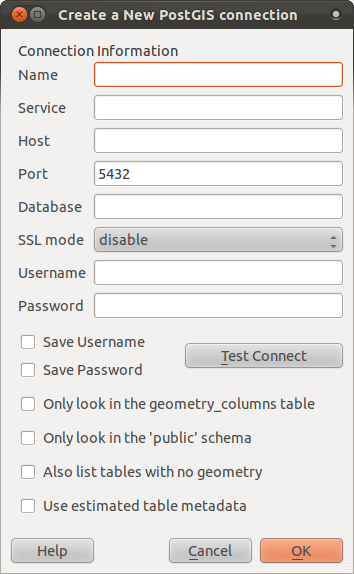 Create a New PostGIS connection
Connection Information
Name
Service
Host
Port 5432
Database
SSL mode disable
Username
Password
Save Username
Save Password
Test Connect
Only look in the geometry_columns table
Only look in the 'public' schema
Also list tables with no geometry
Use estimated table metadata
Help Cancel OK